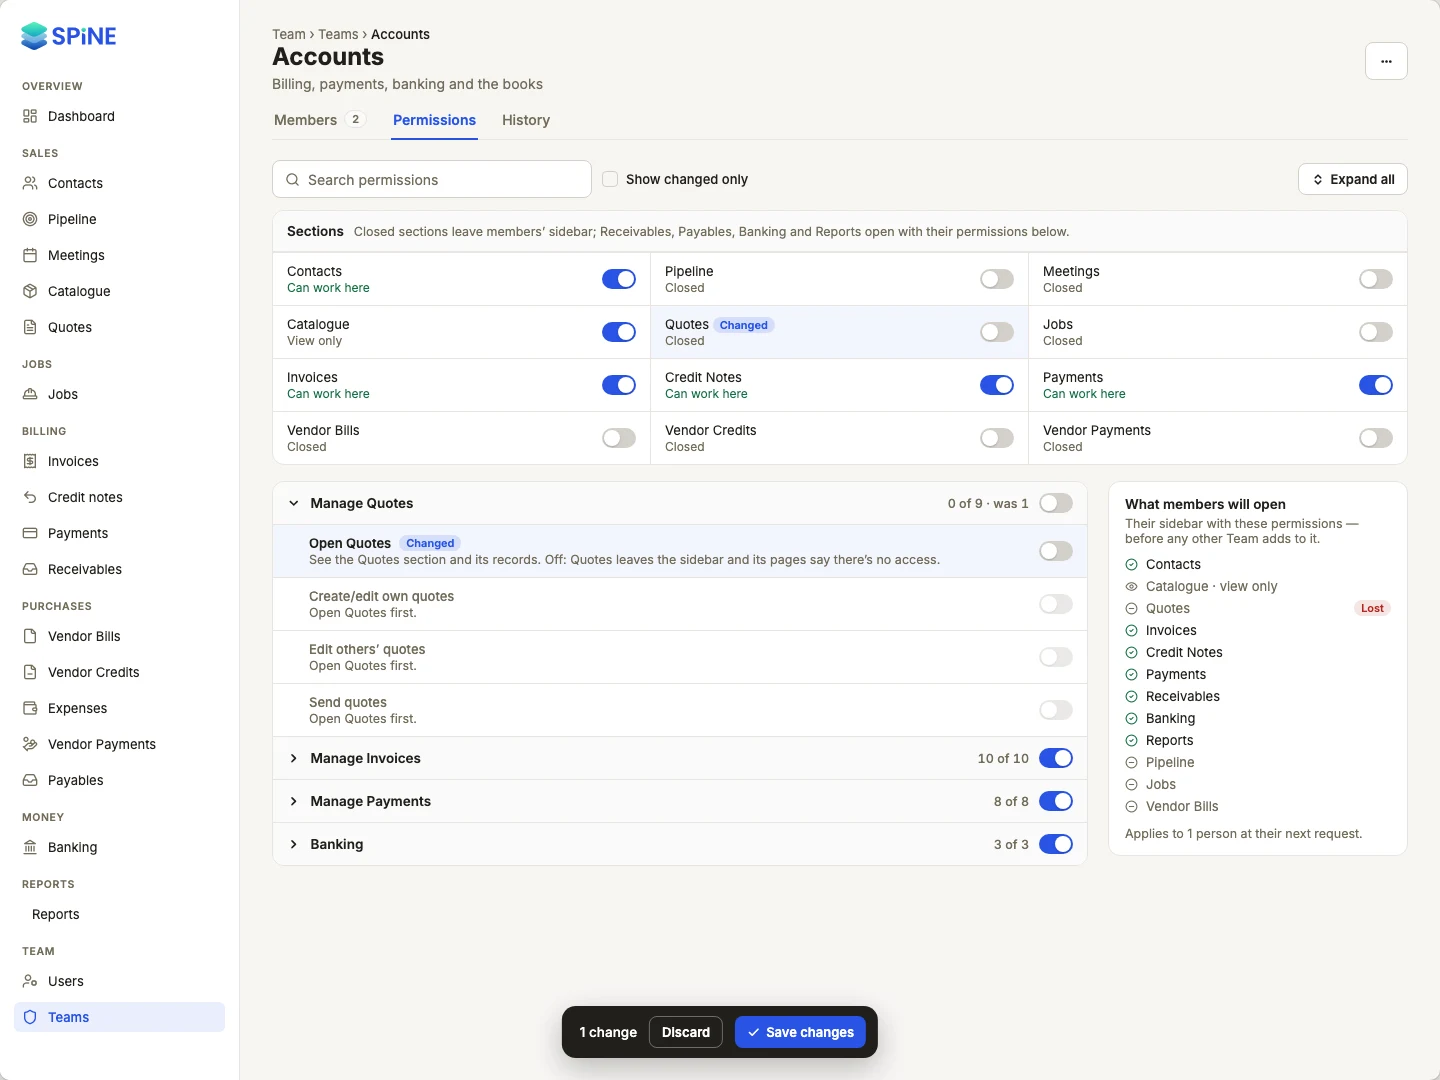 SPiNE
OVERVIEW
Dashboard
SALES
Contacts
Pipeline
Meetings
Catalogue
Quotes
JOBS
Jobs
BILLING
Invoices
Credit notes
Payments
Receivables
PURCHASES
Vendor Bills
Vendor Credits
Expenses
Vendor Payments
Payables
MONEY
Banking
REPORTS
Reports
TEAM
Users
Teams
Team › Teams › Accounts
Accounts
Billing, payments, banking and the books
Members 2 Permissions History
Search permissions Show changed only Expand all
Sections Closed sections leave members’ sidebar; Receivables, Payables, Banking and Reports open with their permissions below.
Contacts
Can work here
Pipeline
Closed
Meetings
Closed
Catalogue
View only
Quotes Changed
Closed
Jobs
Closed
Invoices
Can work here
Credit Notes
Can work here
Payments
Can work here
Vendor Bills
Closed
Vendor Credits
Closed
Vendor Payments
Closed
Manage Quotes 0 of 9 · was 1
Open Quotes Changed
See the Quotes section and its records. Off: Quotes leaves the sidebar and its pages say there’s no access.
Create/edit own quotes
Open Quotes first.
Edit others’ quotes
Open Quotes first.
Send quotes
Open Quotes first.
Manage Invoices 10 of 10
Manage Payments 8 of 8
Banking 3 of 3
What members will open
Their sidebar with these permissions —
before any other Team adds to it.
Contacts
Catalogue · view only
Quotes Lost
Invoices
Credit Notes
Payments
Receivables
Banking
Reports
Pipeline
Jobs
Vendor Bills
Applies to 1 person at their next request.
1 change Discard Save changes